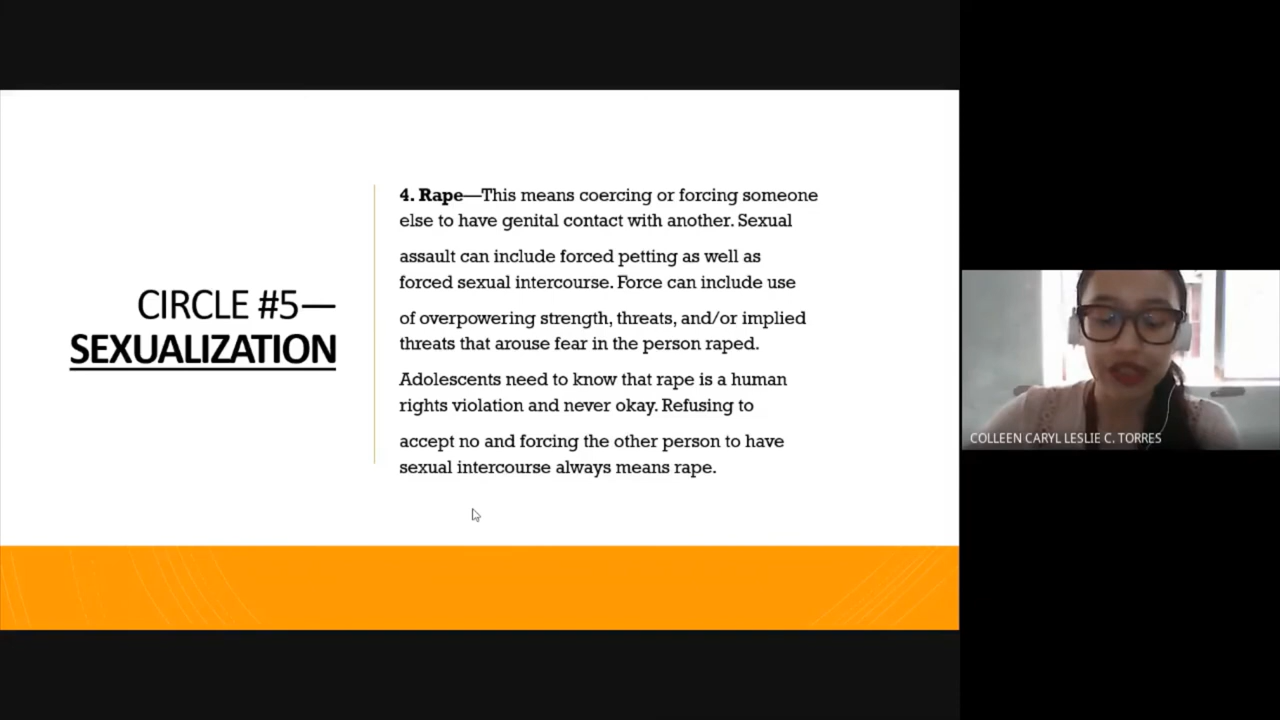 CIRCLE #5—
SEXUALIZATION
4. Rape—This means coercing or forcing someone
else to have genital contact with another. Sexual
assault can include forced petting as well as
forced sexual intercourse. Force can include use
of overpowering strength, threats, and/or implied
threats that arouse fear in the person raped.
Adolescents need to know that rape is a human
rights violation and never okay. Refusing to
accept no and forcing the other person to have
sexual intercourse always means rape.
COLLEEN CARYL LESLIE C. TORRES